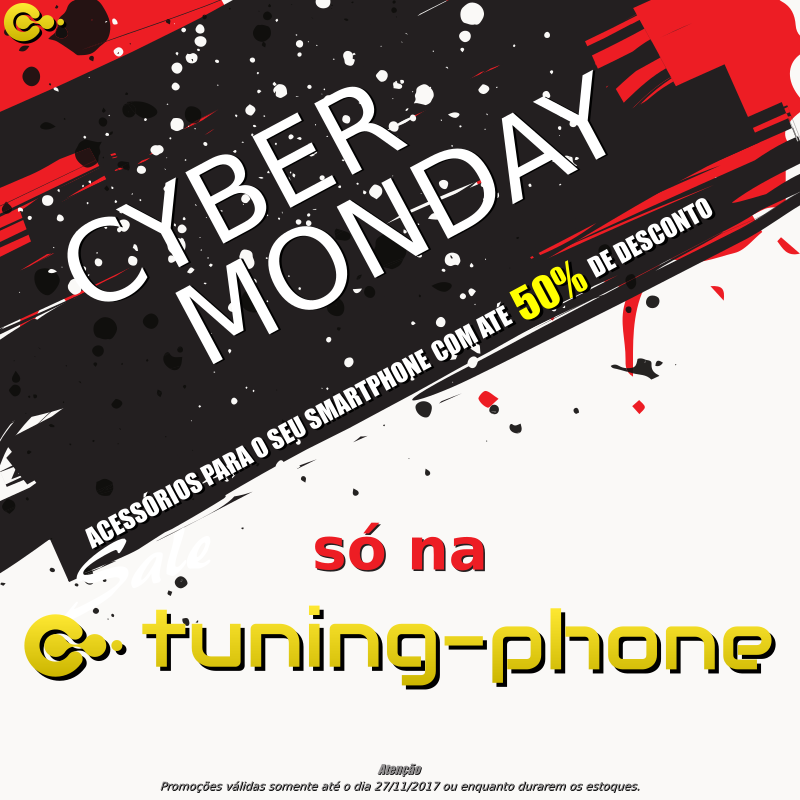 CYBER
MONDAY
ACESSÓRIOS PARA O SEU SMARTPHONE COM ATÉ 50% DE DESCONTO
Sale
só na
tuning-phone
Atenção
Promoções válidas somente até o dia 27/11/2017 ou enquanto durarem os estoques.